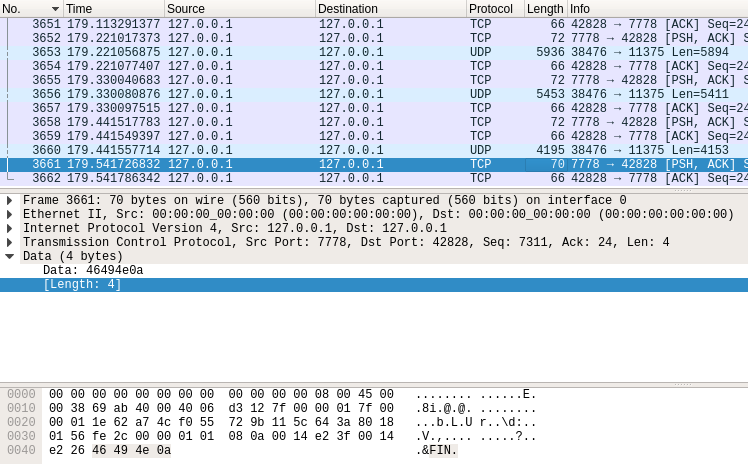 No. Time Source Destination Protocol Length Info
3651 179.113291377 127.0.0.1 127.0.0.1 TCP 66 42828 → 7778 [ACK] Seq=24
3652 179.221017373 127.0.0.1 127.0.0.1 TCP 72 7778 → 42828 [PSH, ACK] S
3653 179.221056875 127.0.0.1 127.0.0.1 UDP 5936 38476 → 11375 Len=5894
3654 179.221077407 127.0.0.1 127.0.0.1 TCP 66 42828 → 7778 [ACK] Seq=24
3655 179.330040683 127.0.0.1 127.0.0.1 TCP 72 7778 → 42828 [PSH, ACK] S
3656 179.330080876 127.0.0.1 127.0.0.1 UDP 5453 38476 → 11375 Len=5411
3657 179.330097515 127.0.0.1 127.0.0.1 TCP 66 42828 → 7778 [ACK] Seq=24
3658 179.441517783 127.0.0.1 127.0.0.1 TCP 72 7778 → 42828 [PSH, ACK] S
3659 179.441549397 127.0.0.1 127.0.0.1 TCP 66 42828 → 7778 [ACK] Seq=24
3660 179.441557714 127.0.0.1 127.0.0.1 UDP 4195 38476 → 11375 Len=4153
3661 179.541726832 127.0.0.1 127.0.0.1 TCP 70 7778 → 42828 [PSH, ACK] S
3662 179.541786342 127.0.0.1 127.0.0.1 TCP 66 42828 → 7778 [ACK] Seq=24
Frame 3661: 70 bytes on wire (560 bits), 70 bytes captured (560 bits) on interface 0
Ethernet II, Src: 00:00:00_00:00:00 (00:00:00:00:00:00), Dst: 00:00:00_00:00:00 (00:00:00:00:00:00)
Internet Protocol Version 4, Src: 127.0.0.1, Dst: 127.0.0.1
Transmission Control Protocol, Src Port: 7778, Dst Port: 42828, Seq: 7311, Ack: 24, Len: 4
Data (4 bytes)
Data: 46494e0a
[Length: 4]
0000 00 00 00 00 00 00 00 00 00 00 00 00 08 00 45 00 ........ ......E.
0010 00 38 69 ab 40 00 40 06 d3 12 7f 00 00 01 7f 00 .8i.@.@. ........
0020 00 01 1e 62 a7 4c f0 55 72 9b 11 5c 64 3a 80 18 ...b.L.U r..\d:..
0030 01 56 fe 2c 00 00 01 01 08 0a 00 14 e2 3f 00 14 .V.,.... .....?..
0040 e2 26 46 49 4e 0a .&FIN.